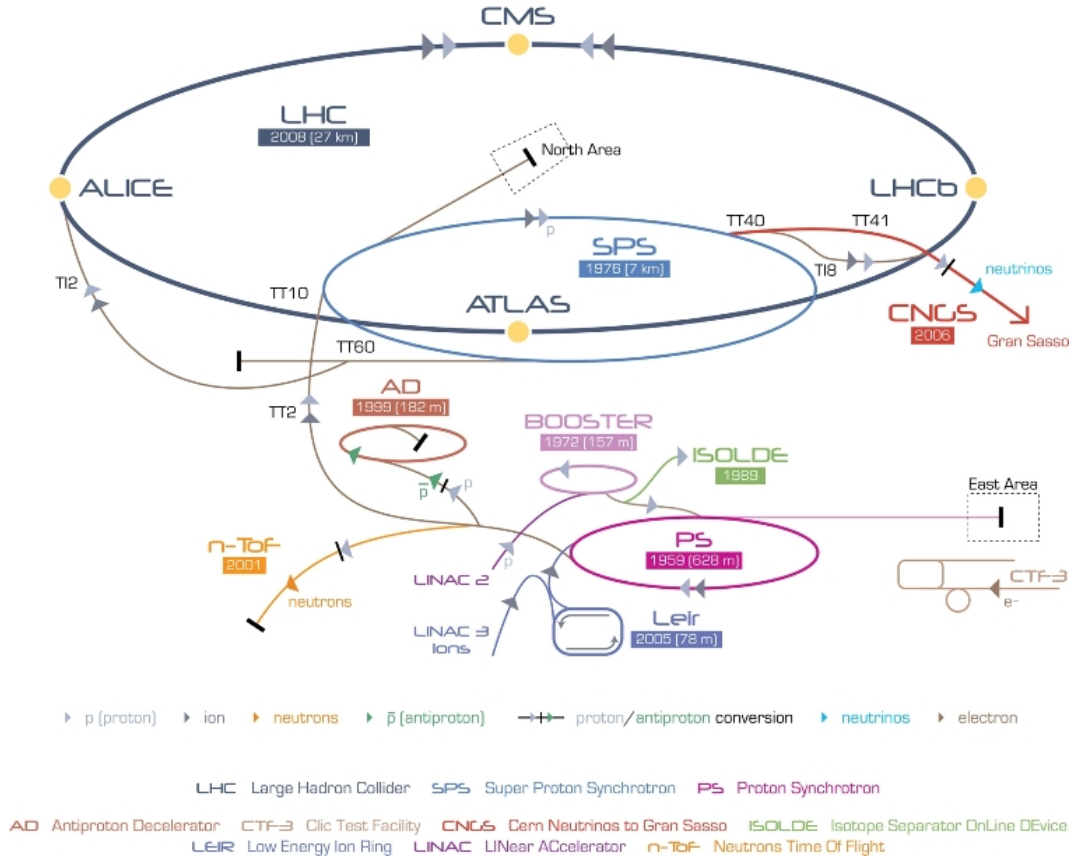 CMS
LHC
2008 (27 km)
North Area
ALICE
LHCb
TT40
TT41
p
SPS
1976 (7 km)
TI8
neutrinos
TI2
TT10
ATLAS
CNGS
2006
Gran Sasso
TT60
AD
1999 (182 m)
TT2
BOOSTER
1972 (157 m)
ISOLDE
1989
p̅
p
East Area
n-ToF
2001
PS
1959 (628 m)
LINAC 2
p
neutrons
CTF-3
e-
LINAC 3
Ions
Leir
2005 (78 m)
p (proton) ion neutrons p̅ (antiproton) proton/antiproton conversion neutrinos electron
LHC Large Hadron Collider SPS Super Proton Synchrotron PS Proton Synchrotron
AD Antiproton Decelerator CTF-3 Clic Test Facility CNGS Cern Neutrinos to Gran Sasso ISOLDE Isotope Separator OnLine DEvice
LEIR Low Energy Ion Ring LINAC LINear ACcelerator n-ToF Neutrons Time Of Flight